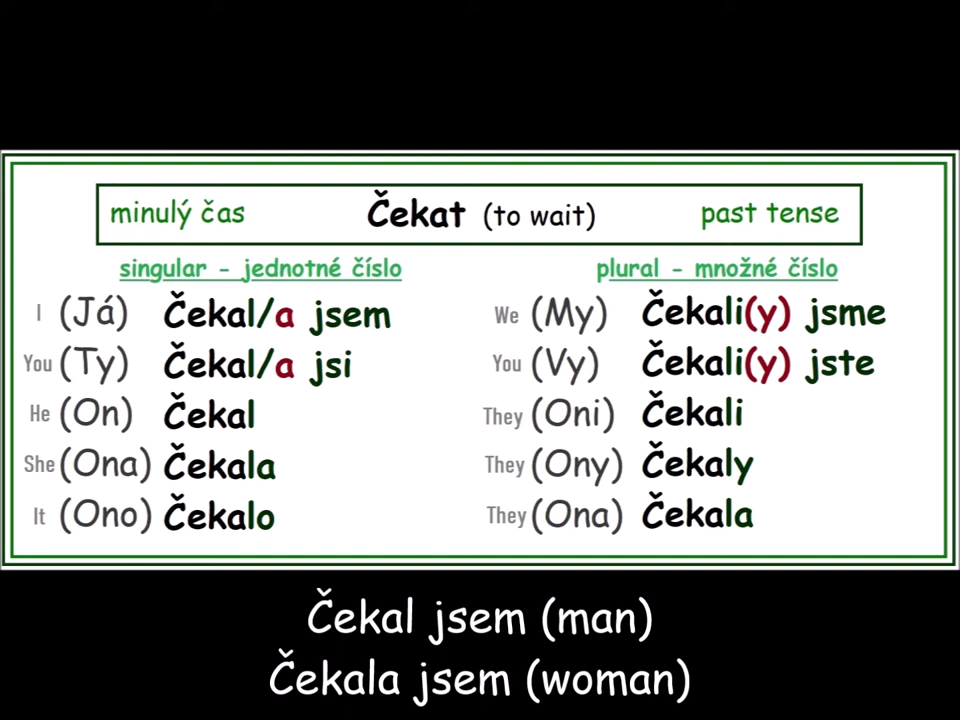 minulý čas Čekat (to wait) past tense
singular - jednotné číslo
I (Já) Čekal/a jsem
You (Ty) Čekal/a jsi
He (On) Čekal
She (Ona) Čekala
It (Ono) Čekalo
plural - množné číslo
We (My) Čekali(y) jsme
You (Vy) Čekali(y) jste
They (Oni) Čekali
They (Ony) Čekaly
They (Ona) Čekala
Čekal jsem (man)
Čekala jsem (woman)